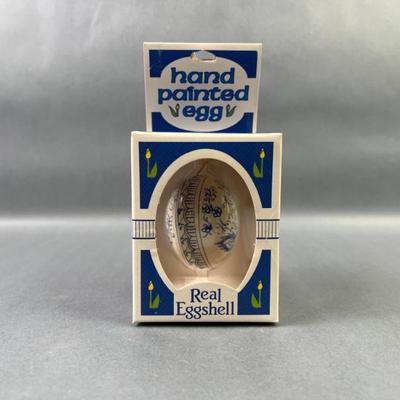 hand
painted
egg
Real
Eggshell